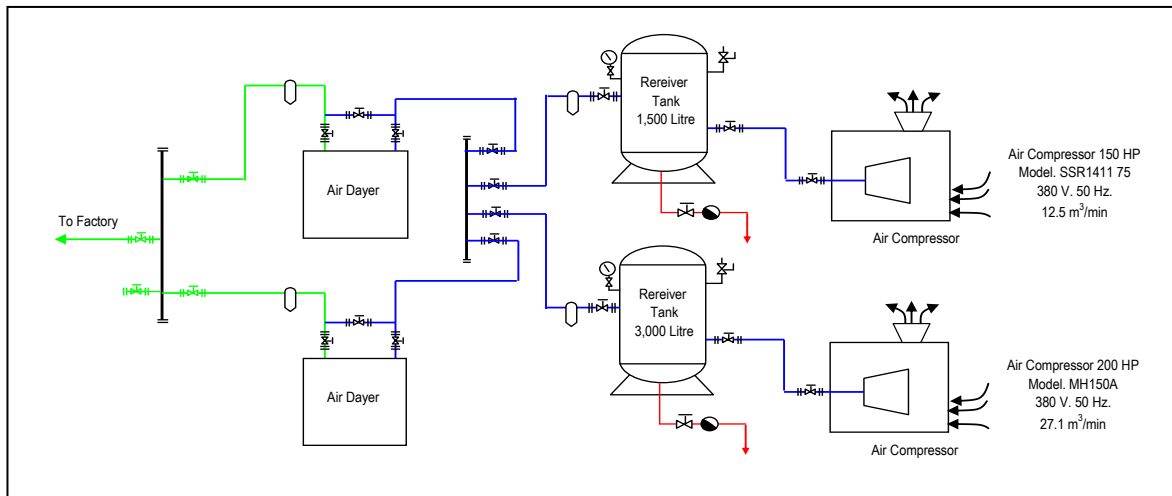 Rereiver
Tank
1,500 Litre
Air Compressor 150 HP
Model. SSR1411 75
380 V. 50 Hz.
12.5 m³/min
Air Compressor
Air Dayer
To Factory
Rereiver
Tank
3,000 Litre
Air Compressor 200 HP
Model. MH150A
380 V. 50 Hz.
27.1 m³/min
Air Compressor
Air Dayer